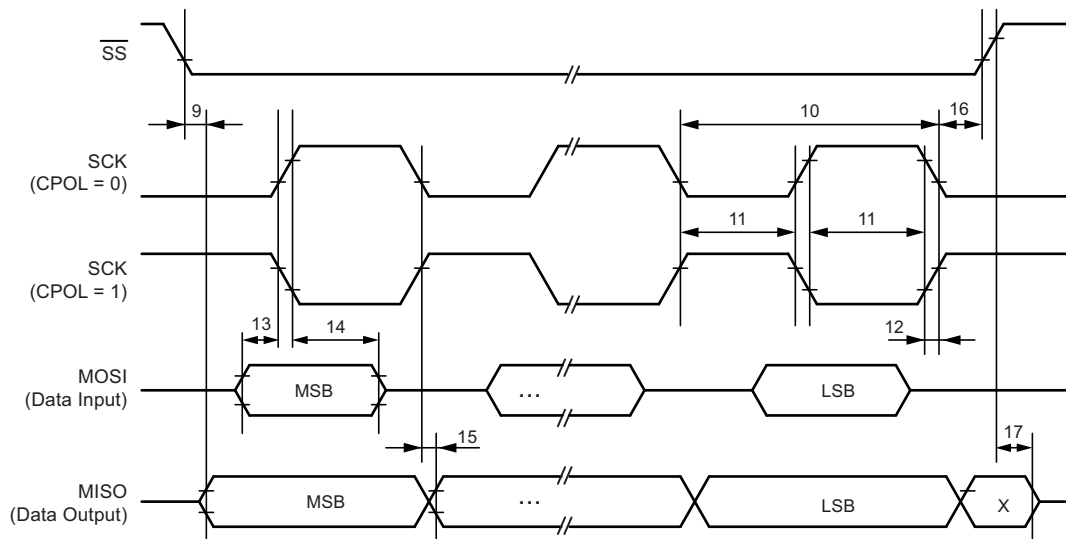 SS
9
10
16
SCK
(CPOL = 0)
11
11
SCK
(CPOL = 1)
13
14
12
MOSI
(Data Input)
MSB
...
LSB
15
17
MISO
(Data Output)
MSB
...
LSB
X